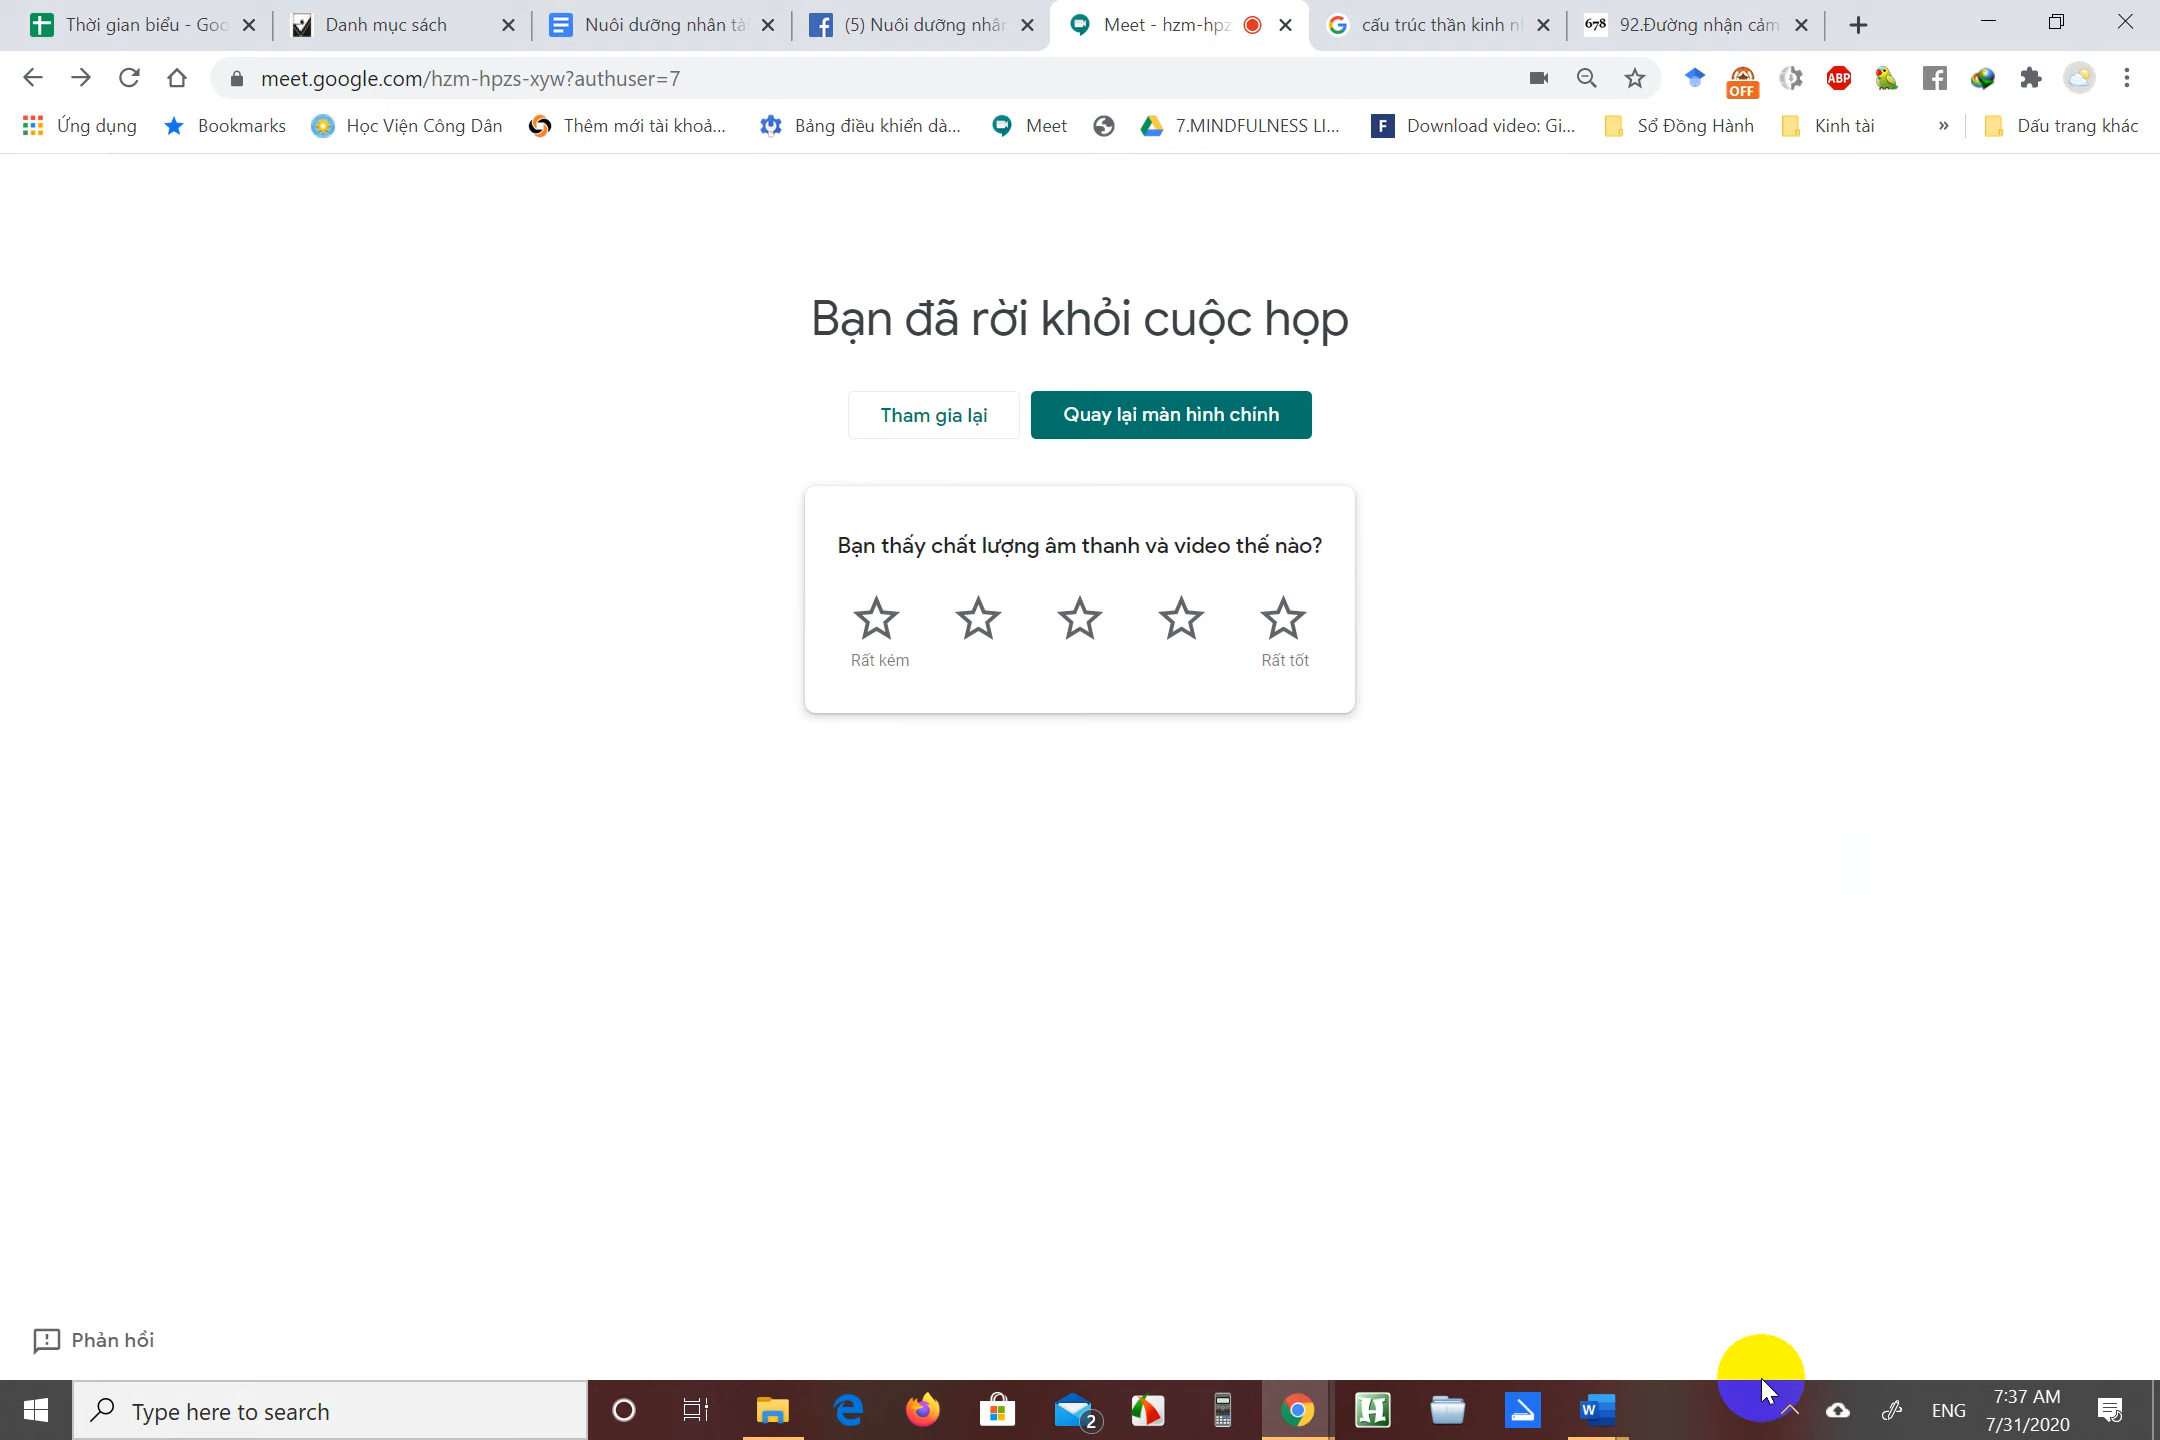 Thời gian biểu - Goo
Danh mục sách
Nuôi dưỡng nhân tà
(5) Nuôi dưỡng nhân
Meet - hzm-hpz
cấu trúc thần kinh nh
678 92.Đường nhận cảm
meet.google.com/hzm-hpzs-xyw?authuser=7
OFF
ABP
Ứng dụng
Bookmarks
Học Viện Công Dân
Thêm mới tài khoả...
Bảng điều khiển dà...
Meet
7.MINDFULNESS LI...
F Download video: Gi...
Sổ Đồng Hành
Kinh tài
»
Dấu trang khác
Bạn đã rời khỏi cuộc họp
Tham gia lại
Quay lại màn hình chính
Bạn thấy chất lượng âm thanh và video thế nào?
Rất kém
Rất tốt
Phản hồi
Type here to search
2
ENG
7:37 AM
7/31/2020